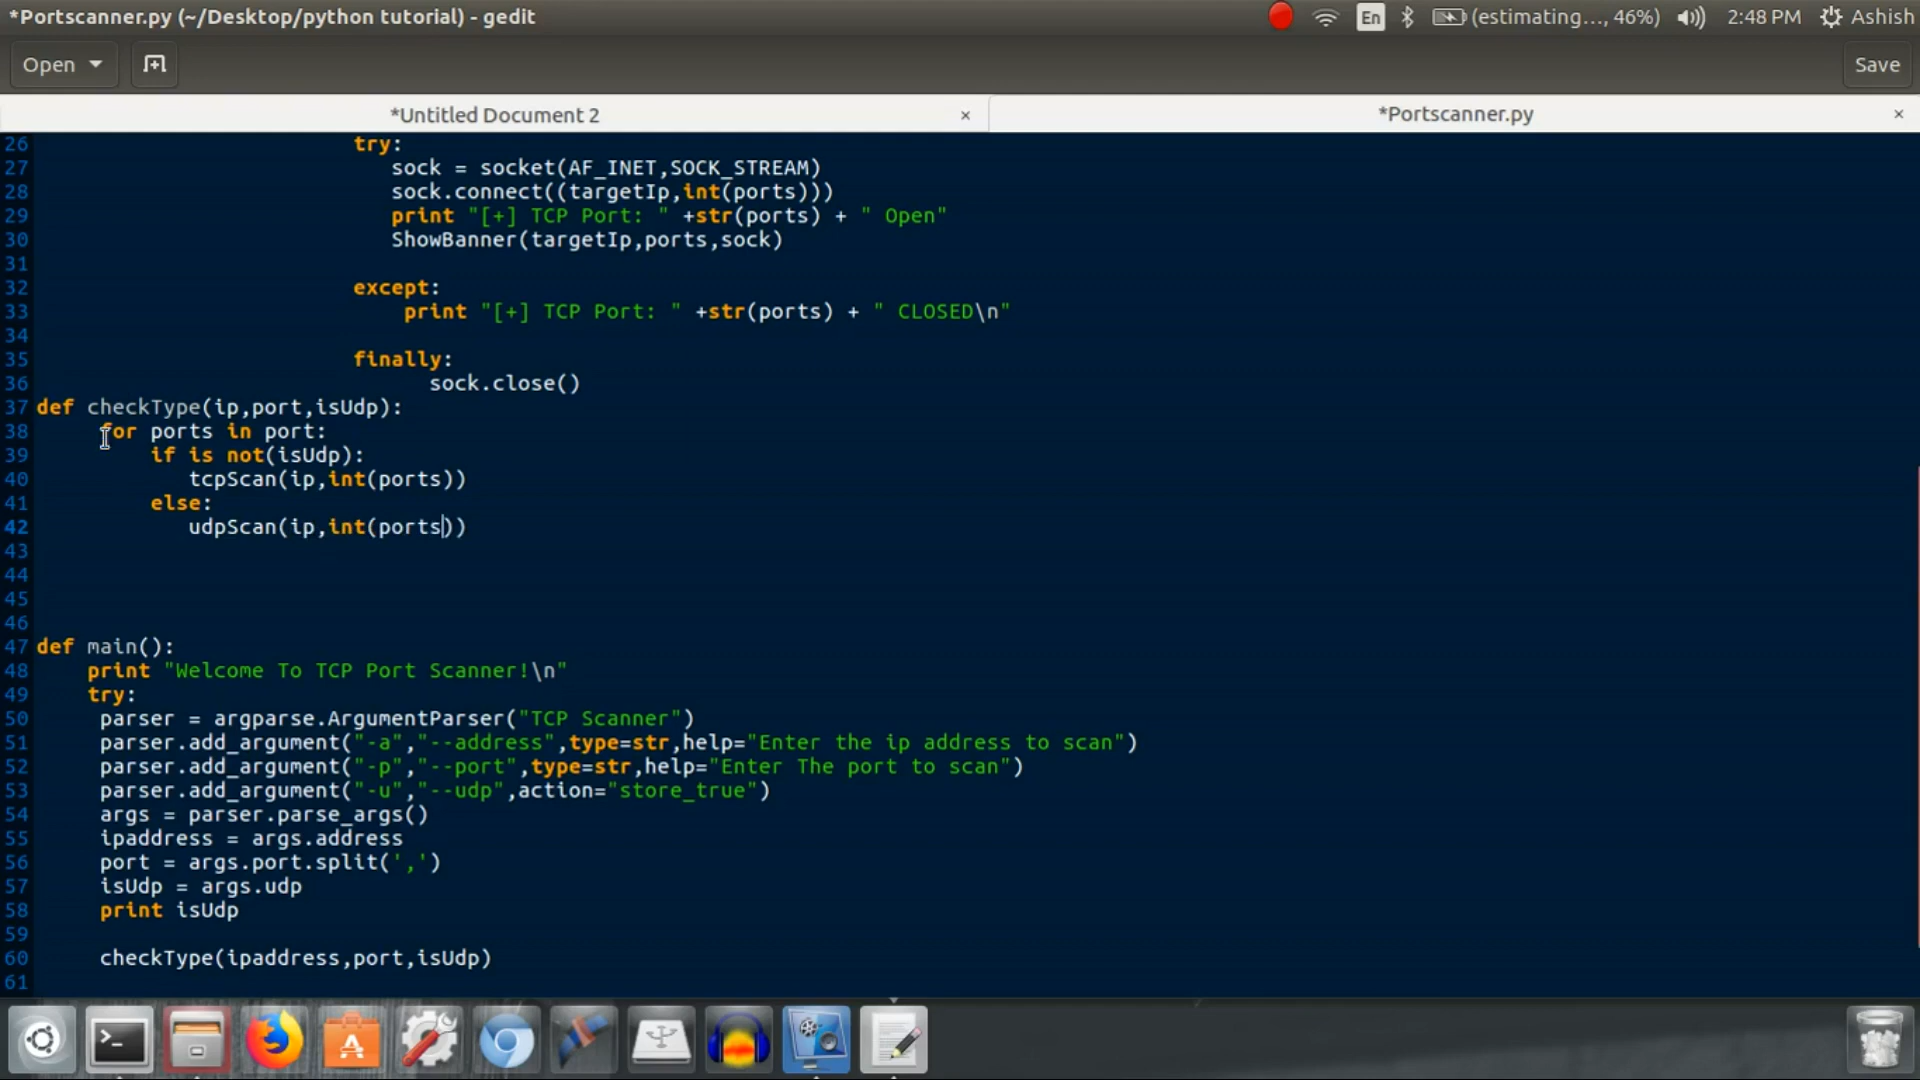 *Portscanner.py (~/Desktop/python tutorial) - gedit
En
(estimating..., 46%)
2:48 PM
Ashish
Open
Save
*Untitled Document 2
×
*Portscanner.py
×
26 try:
27 sock = socket(AF_INET,SOCK_STREAM)
28 sock.connect((targetIp,int(ports)))
29 print "[+] TCP Port: " +str(ports) + " Open"
30 ShowBanner(targetIp,ports,sock)
31
32 except:
33 print "[+] TCP Port: " +str(ports) + " CLOSED\n"
34
35 finally:
36 sock.close()
37 def checkType(ip,port,isUdp):
38 for ports in port:
39 if is not(isUdp):
40 tcpScan(ip,int(ports))
41 else:
42 udpScan(ip,int(ports))
43
44
45
46
47 def main():
48 print "Welcome To TCP Port Scanner!\n"
49 try:
50 parser = argparse.ArgumentParser("TCP Scanner")
51 parser.add_argument("-a","--address",type=str,help="Enter the ip address to scan")
52 parser.add_argument("-p","--port",type=str,help="Enter The port to scan")
53 parser.add_argument("-u","--udp",action="store_true")
54 args = parser.parse_args()
55 ipaddress = args.address
56 port = args.port.split(',')
57 isUdp = args.udp
58 print isUdp
59
60 checkType(ipaddress,port,isUdp)
61